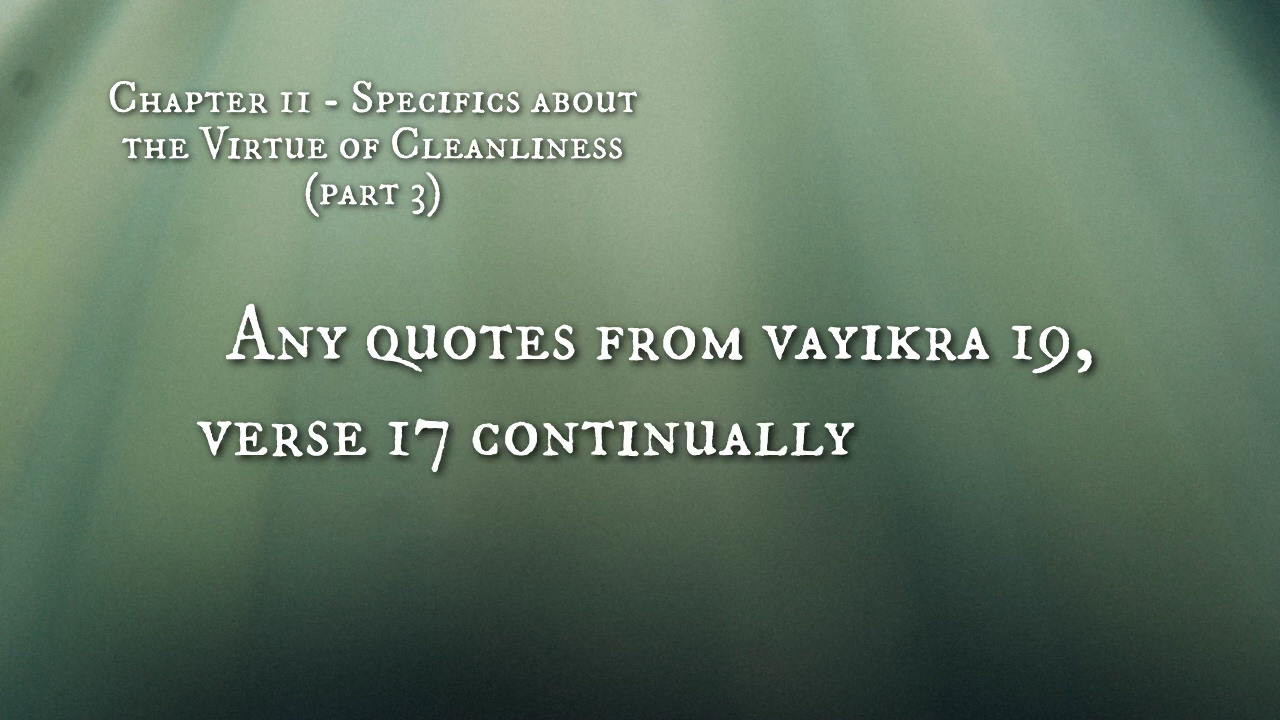 Chapter 11 - Specifics about
the Virtue of Cleanliness
(part 3)
Any quotes from vayikra 19,
verse 17 continually